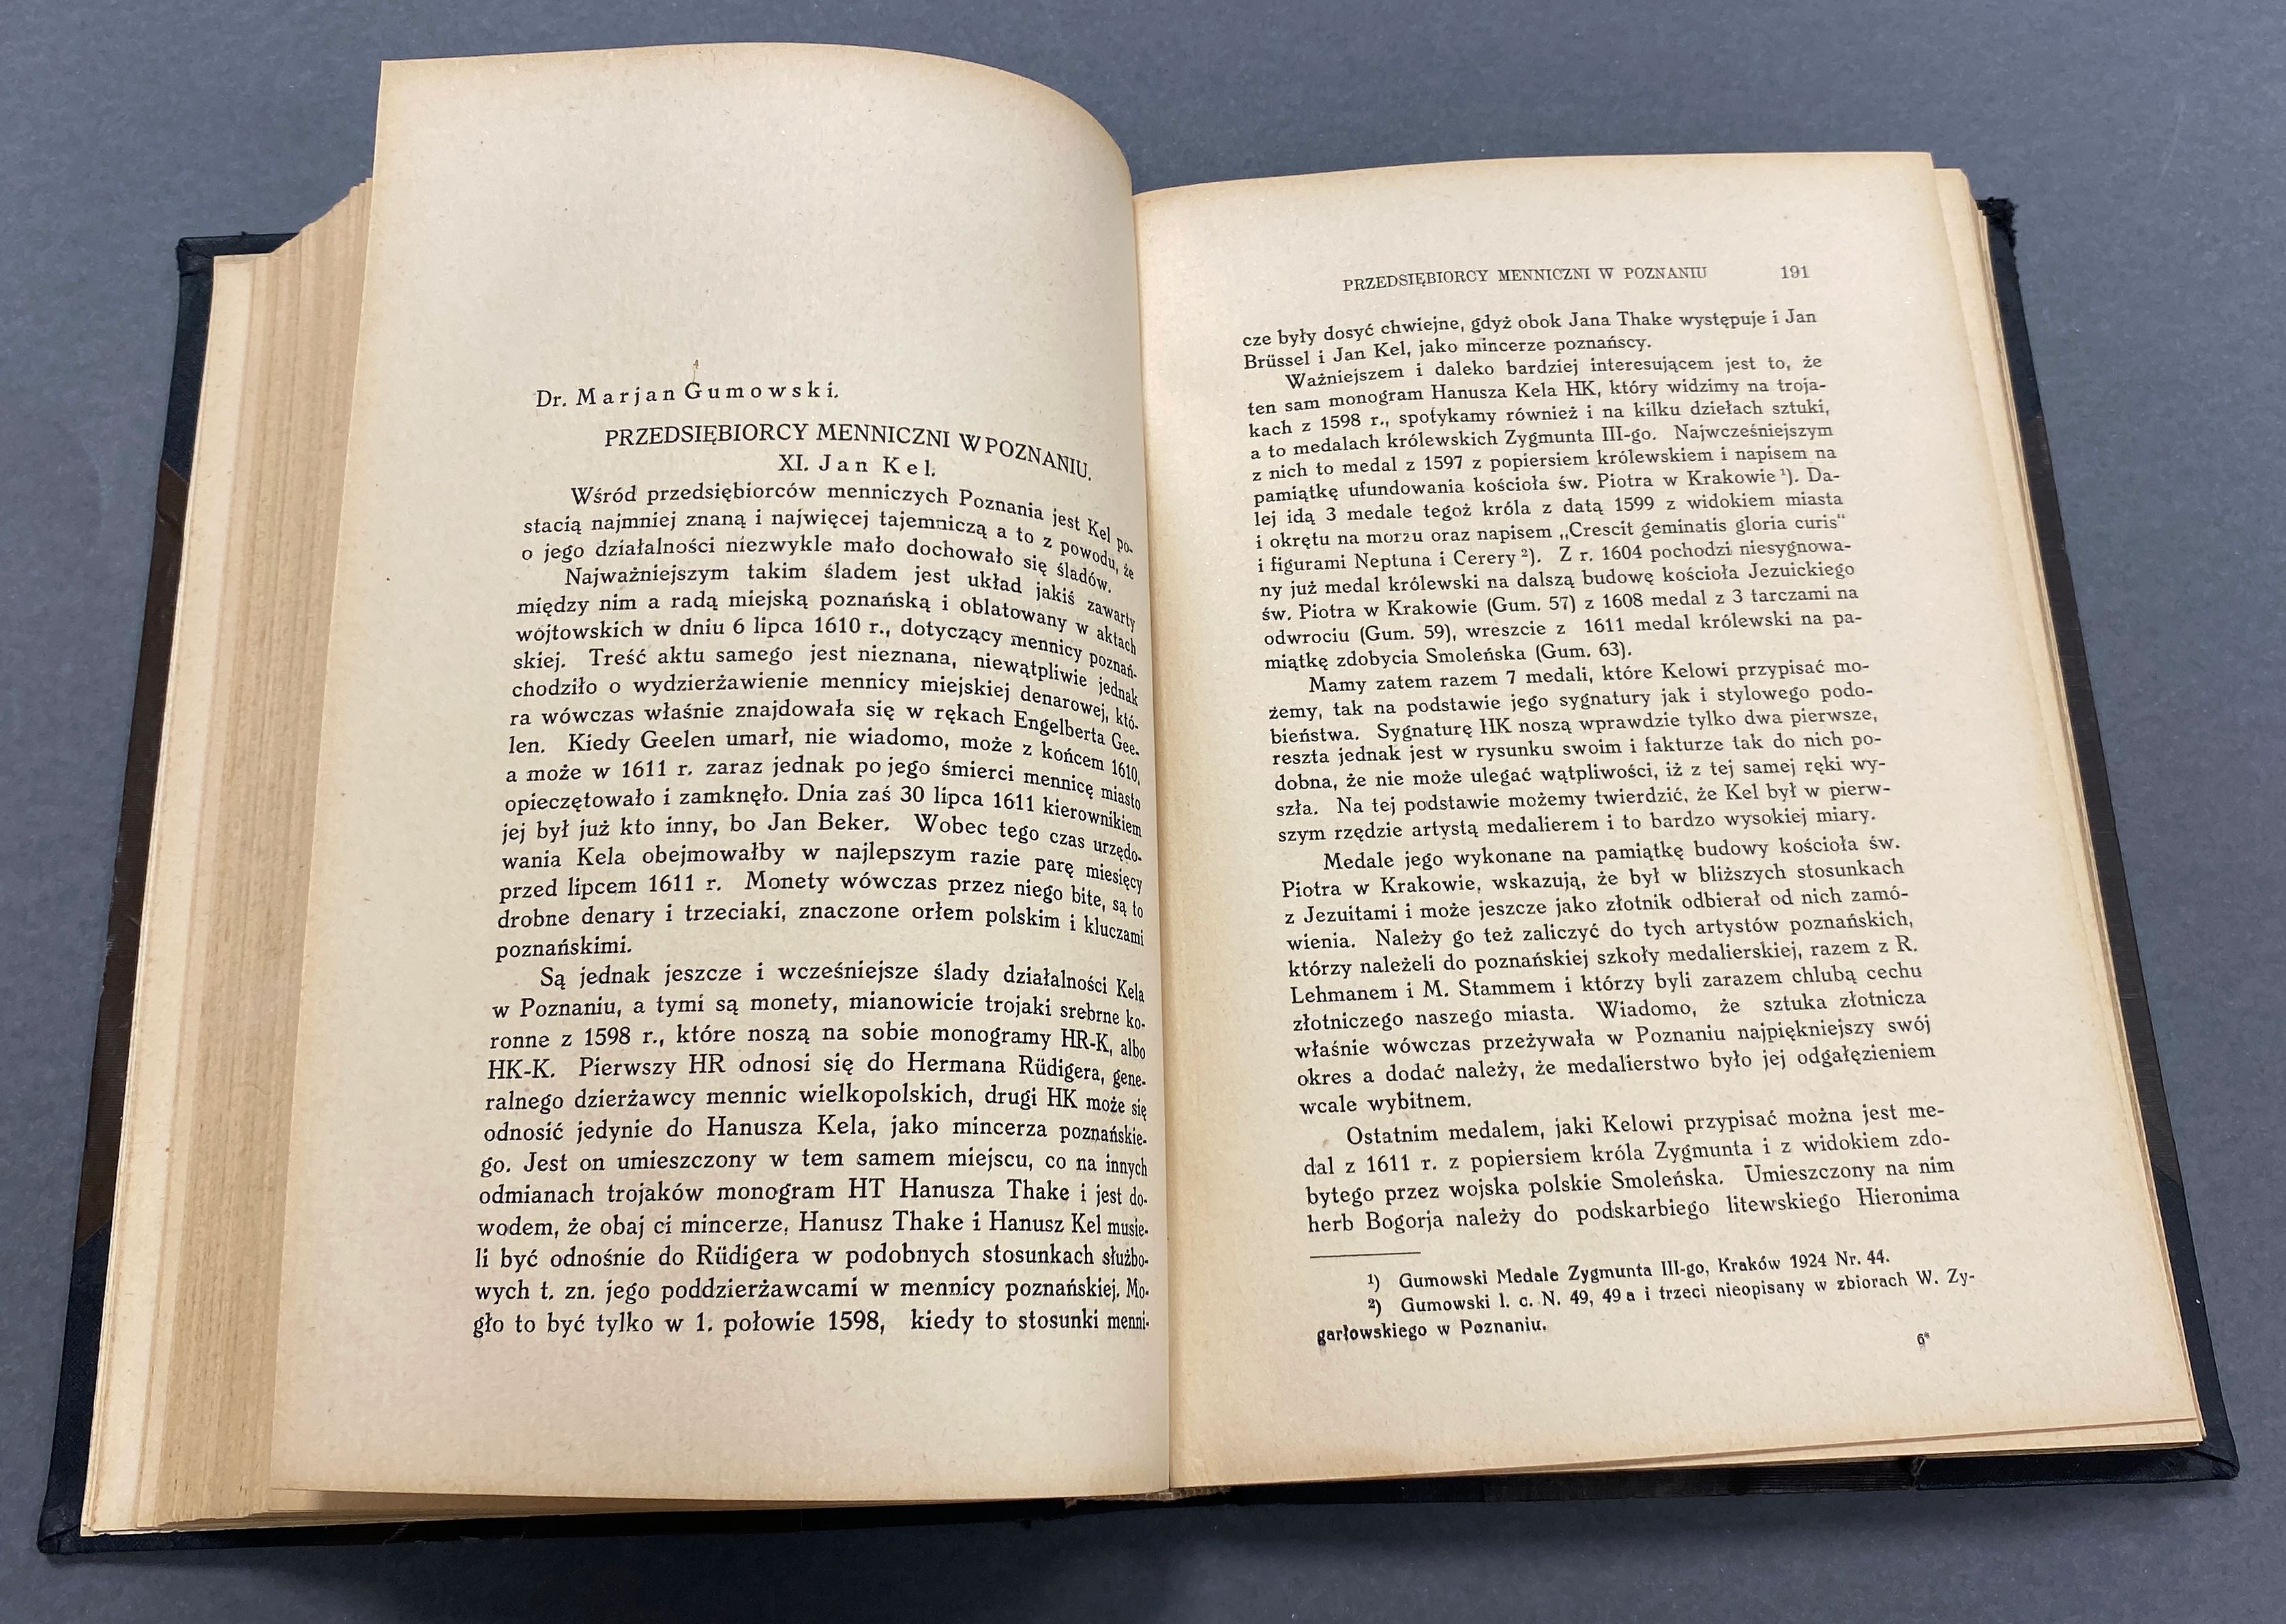 Dr. Marjan Gumowski.
PRZEDSIĘBIORCY MENNICZNI W POZNANIU.
XI. Jan Kel.
Wśród przedsiębiorców menniczych Poznania jest Kel po-
stacią najmniej znaną i najwięcej tajemniczą a to z powodu, że
o jego działalności niezwykle mało dochowało się śladów.
Najważniejszym takim śladem jest układ jakiś zawarty
między nim a radą miejską poznańską i oblatowany w aktach
wójtowskich w dniu 6 lipca 1610 r., dotyczący mennicy poznań-
skiej. Treść aktu samego jest nieznana, niewątpliwie jednak
chodziło o wydzierżawienie mennicy miejskiej denarowej, któ-
ra wówczas właśnie znajdowała się w rękach Engelberta Gee-
len. Kiedy Geelen umarł, nie wiadomo, może z końcem 1610,
a może w 1611 r. zaraz jednak po jego śmierci mennicę miasto
opieczętowało i zamknęło. Dnia zaś 30 lipca 1611 kierownikiem
jej był już kto inny, bo Jan Beker. Wobec tego czas urzędo-
wania Kela obejmowałby w najlepszym razie parę miesięcy
przed lipcem 1611 r. Monety wówczas przez niego bite, są to
drobne denary i trzeciaki, znaczone orłem polskim i kluczami
poznańskimi.
Są jednak jeszcze i wcześniejsze ślady działalności Kela
w Poznaniu, a tymi są monety, mianowicie trojaki srebrne ko-
ronne z 1598 r., które noszą na sobie monogramy HR-K, albo
HK-K. Pierwszy HR odnosi się do Hermana Rüdigera, gene-
ralnego dzierżawcy mennic wielkopolskich, drugi HK może się
odnosić jedynie do Hanusza Kela, jako mincerza poznańskie-
go. Jest on umieszczony w tem samem miejscu, co na innych
odmianach trojaków monogram HT Hanusza Thake i jest do-
wodem, że obaj ci mincerze, Hanusz Thake i Hanusz Kel musie-
li być odnośnie do Rüdigera w podobnych stosunkach służbo-
wych t. zn. jego poddzierżawcami w mennicy poznańskiej. Mo-
gło to być tylko w 1. połowie 1598, kiedy to stosunki menni-
PRZEDSIĘBIORCY MENNICZNI W POZNANIU 191
cze były dosyć chwiejne, gdyż obok Jana Thake występuje i Jan
Brüssel i Jan Kel, jako mincerze poznańscy.
Ważniejszem i daleko bardziej interesującem jest to, że
ten sam monogram Hanusza Kela HK, który widzimy na troja-
kach z 1598 r., spotykamy również i na kilku dziełach sztuki,
a to medalach królewskich Zygmunta III-go. Najwcześniejszym
z nich to medal z 1597 z popiersiem królewskiem i napisem na
pamiątkę ufundowania kościoła św. Piotra w Krakowie ¹). Da-
lej idą 3 medale tegoż króla z datą 1599 z widokiem miasta
i okrętu na morzu oraz napisem „Crescit geminatis gloria curis“
i figurami Neptuna i Cerery ²). Z r. 1604 pochodzi niesygnowa-
ny już medal królewski na dalszą budowę kościoła Jezuickiego
św. Piotra w Krakowie (Gum. 57) z 1608 medal z 3 tarczami na
odwrociu (Gum. 59), wreszcie z 1611 medal królewski na pa-
miątkę zdobycia Smoleńska (Gum. 63).
Mamy zatem razem 7 medali, które Kelowi przypisać mo-
żemy, tak na podstawie jego sygnatury jak i stylowego podo-
bieństwa. Sygnaturę HK noszą wprawdzie tylko dwa pierwsze,
reszta jednak jest w rysunku swoim i fakturze tak do nich po-
dobna, że nie może ulegać wątpliwości, iż z tej samej ręki wy-
szła. Na tej podstawie możemy twierdzić, że Kel był w pierw-
szym rzędzie artystą medalierem i to bardzo wysokiej miary.
Medale jego wykonane na pamiątkę budowy kościoła św.
Piotra w Krakowie, wskazują, że był w bliższych stosunkach
z Jezuitami i może jeszcze jako złotnik odbierał od nich zamó-
wienia. Należy go też zaliczyć do tych artystów poznańskich,
którzy należeli do poznańskiej szkoły medalierskiej, razem z R.
Lehmanem i M. Stammem i którzy byli zarazem chlubą cechu
złotniczego naszego miasta. Wiadomo, że sztuka złotnicza
właśnie wówczas przeżywała w Poznaniu najpiękniejszy swój
okres a dodać należy, że medalierstwo było jej odgałęzieniem
wcale wybitnem.
Ostatnim medalem, jaki Kelowi przypisać można jest me-
dal z 1611 r. z popiersiem króla Zygmunta i z widokiem zdo-
bytego przez wojska polskie Smoleńska. Umieszczony na nim
herb Bogorja należy do podskarbiego litewskiego Hieronima
¹) Gumowski Medale Zygmunta III-go, Kraków 1924 Nr. 44.
²) Gumowski l. c. N. 49, 49a i trzeci nieopisany w zbiorach W. Zy-
garłowskiego w Poznaniu.
6*